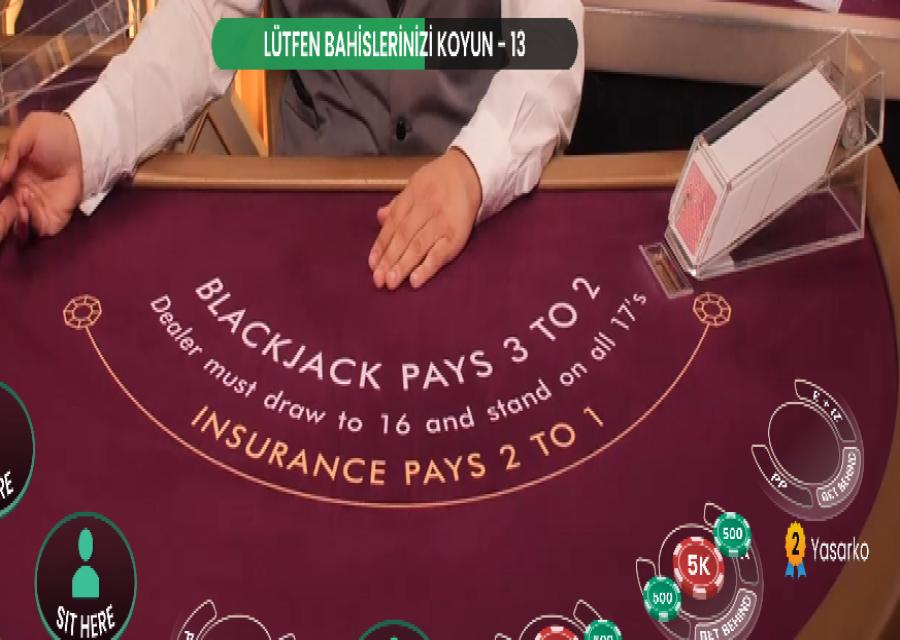 LÜTFEN BAHİSLERİNİZİ KOYUN - 13
BLACKJACK PAYS 3 TO 2
Dealer must draw to 16 and stand on all 17's
INSURANCE PAYS 2 TO 1
21+3
PP
BET BEHIND
500
2
Yasarko
5K
500
BET BEHIND
SIT HERE
500